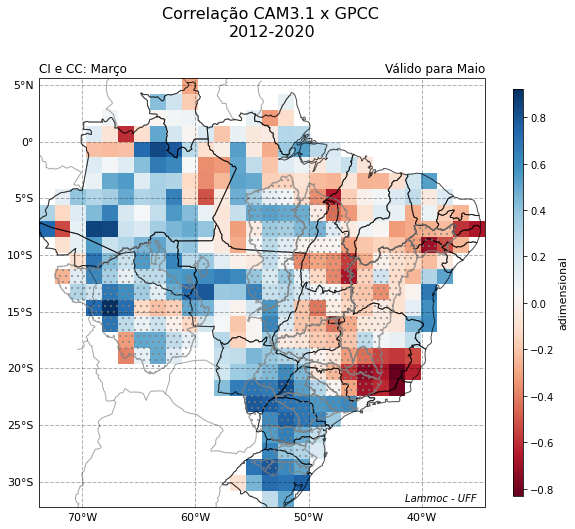 Correlação CAM3.1 x GPCC
2012-2020
CI e CC: Março
Válido para Maio
5°N
0°
5°S
10°S
15°S
20°S
25°S
30°S
70°W
60°W
50°W
40°W
Lammoc - UFF
0.8
0.6
0.4
0.2
0.0
−0.2
−0.4
−0.6
−0.8
adimensional